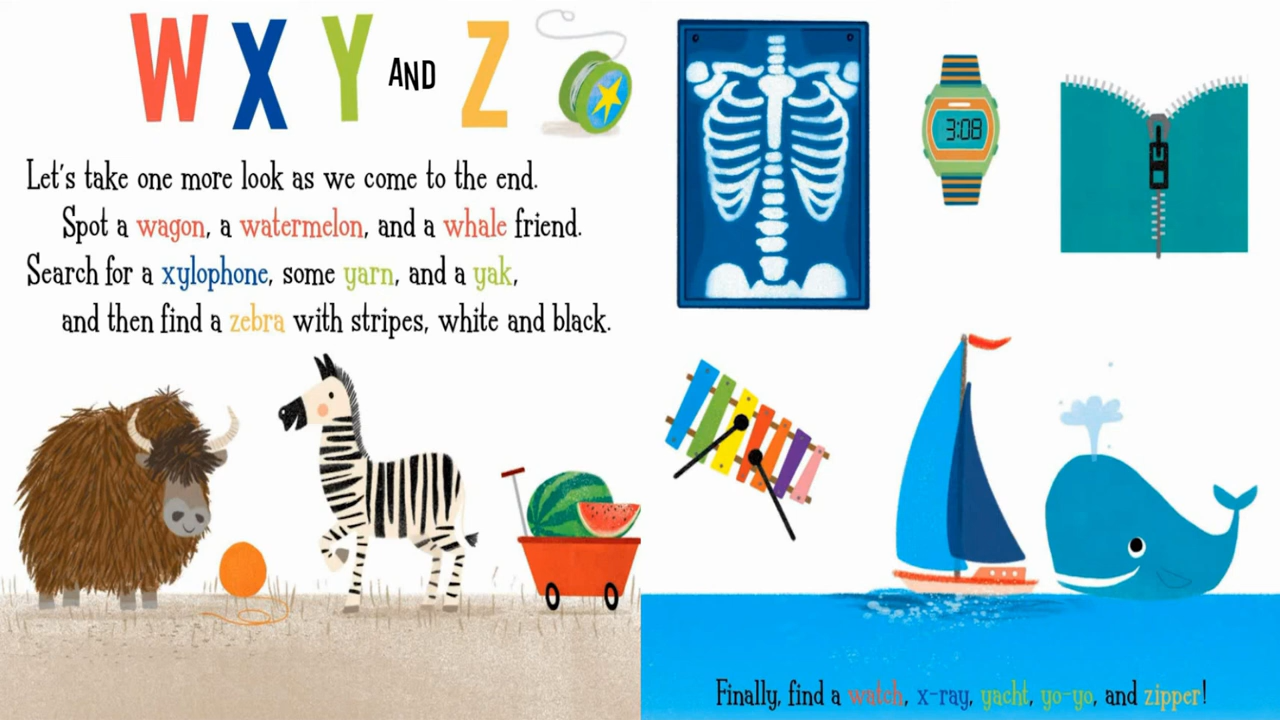 W X Y AND Z
Let's take one more look as we come to the end.
Spot a wagon, a watermelon, and a whale friend.
Search for a xylophone, some yarn, and a yak,
and then find a zebra with stripes, white and black.
3:08
Finally, find a watch, x-ray, yacht, yo-yo, and zipper!